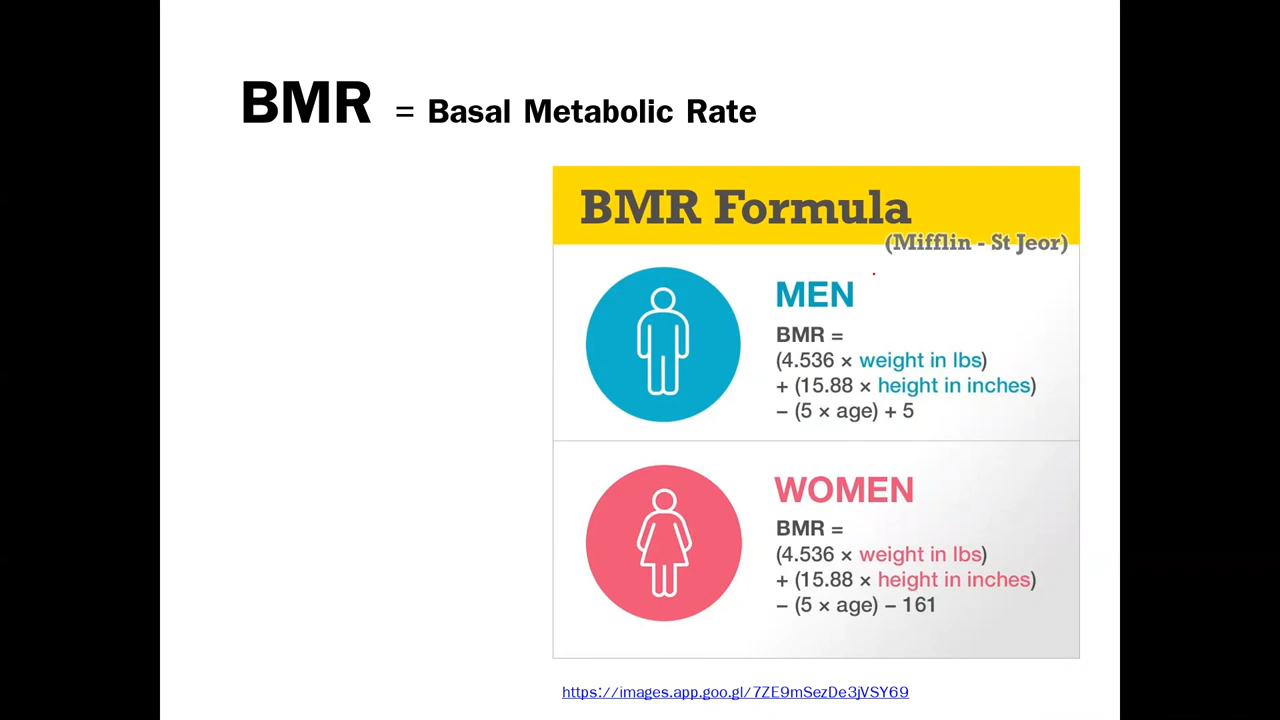 BMR = Basal Metabolic Rate
BMR Formula
(Mifflin - St Jeor)
MEN
BMR =
(4.536 × weight in lbs)
+ (15.88 × height in inches)
− (5 × age) + 5
WOMEN
BMR =
(4.536 × weight in lbs)
+ (15.88 × height in inches)
− (5 × age) − 161
https://images.app.goo.gl/7ZE9mSezDe3jVSY69